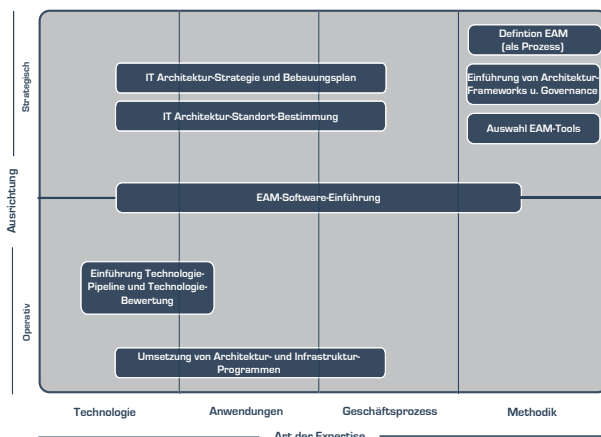 Defintion EAM
(als Prozess)
IT Architektur-Strategie und Bebauungsplan
Einführung von Architektur-
Frameworks u. Governance
IT Architektur-Standort-Bestimmung
Auswahl EAM-Tools
Strategisch
Ausrichtung
EAM-Software-Einführung
Einführung Technologie-
Pipeline und Technologie-
Bewertung
Operativ
Umsetzung von Architektur- und Infrastruktur-
Programmen
Technologie
Anwendungen
Geschäftsprozess
Methodik
Art der Expertise